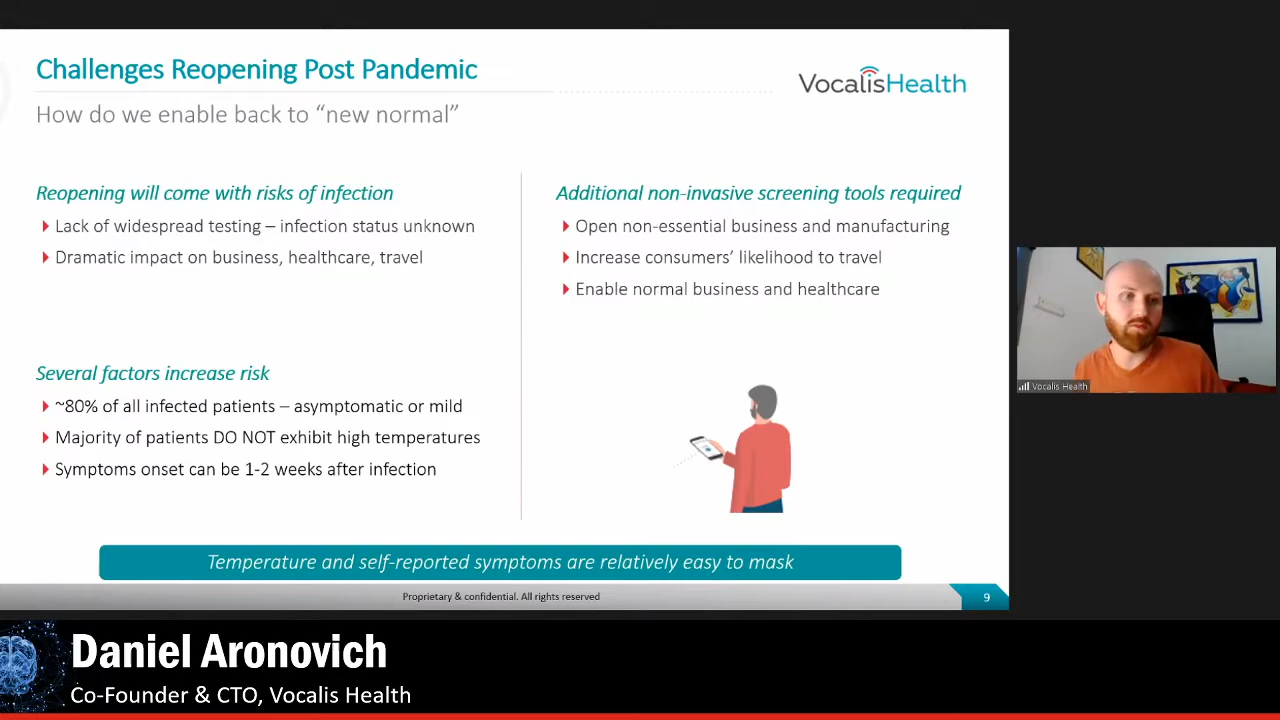 Challenges Reopening Post Pandemic
VocalisHealth
How do we enable back to “new normal”
Reopening will come with risks of infection
Lack of widespread testing – infection status unknown
Dramatic impact on business, healthcare, travel
Several factors increase risk
~80% of all infected patients – asymptomatic or mild
Majority of patients DO NOT exhibit high temperatures
Symptoms onset can be 1-2 weeks after infection
Additional non-invasive screening tools required
Open non-essential business and manufacturing
Increase consumers’ likelihood to travel
Enable normal business and healthcare
Temperature and self-reported symptoms are relatively easy to mask
Proprietary & confidential. All rights reserved
9
Vocalis Health
Daniel Aronovich
Co-Founder & CTO, Vocalis Health